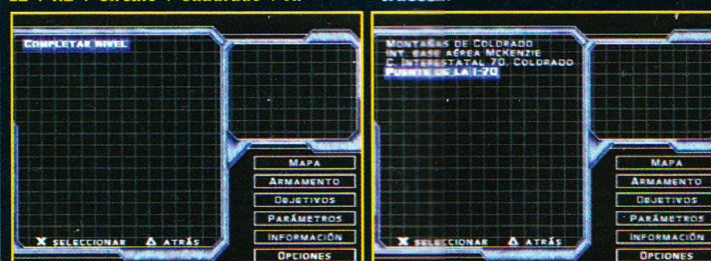 COMPLETAR NIVEL
MAPA
ARMAMENTO
OBJETIVOS
PARÁMETROS
INFORMACIÓN
OPCIONES
X SELECCIONAR △ ATRÁS
MONTAÑAS DE COLORADO
INT. BASE AÉREA MCKENZIE
C. INTERESTATAL 70, COLORADO
PUENTE DE LA I-70
MAPA
ARMAMENTO
OBJETIVOS
PARÁMETROS
INFORMACIÓN
OPCIONES
X SELECCIONAR △ ATRÁS